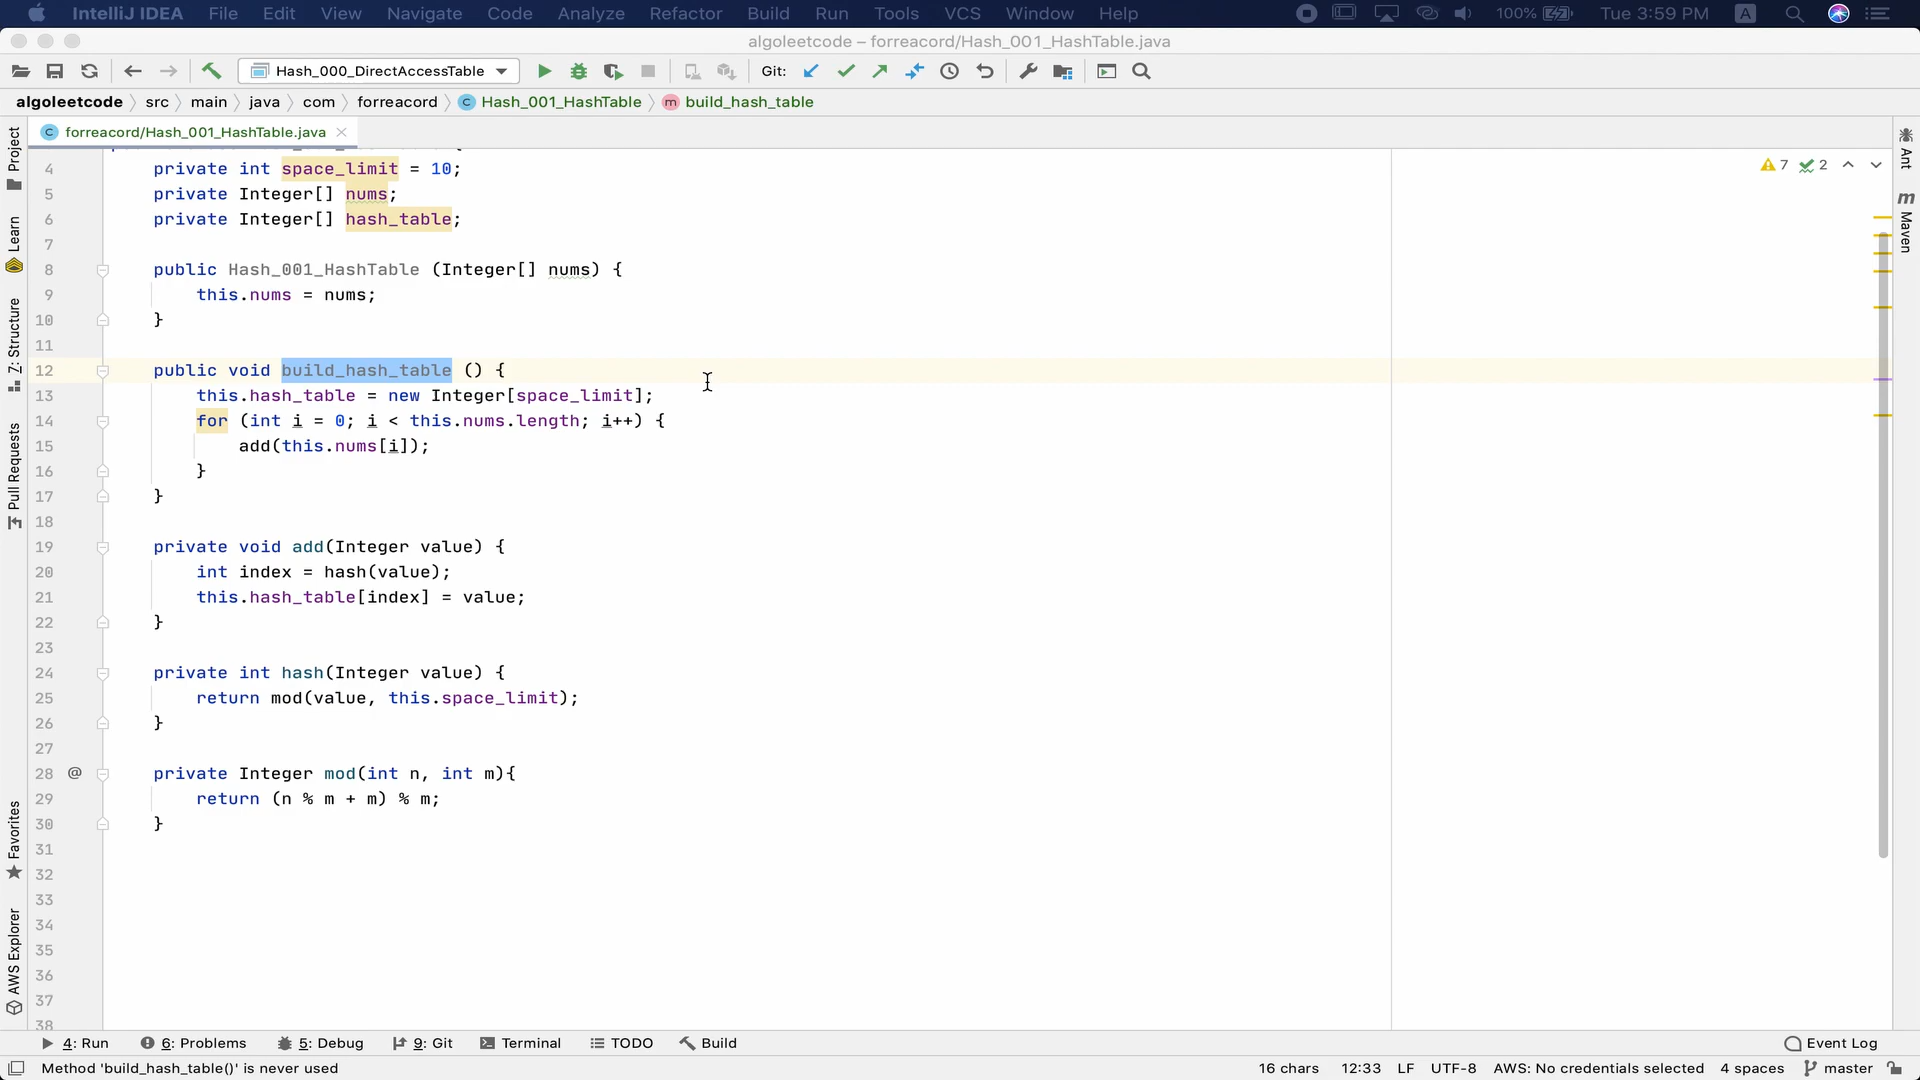 IntelliJ IDEA File Edit View Navigate Code Analyze Refactor Build Run Tools VCS Window Help 100% Tue 3:59 PM A
algoleetcode – forreacord/Hash_001_HashTable.java
Hash_000_DirectAccessTable Git:
algoleetcode src main java com forreacord C Hash_001_HashTable m build_hash_table
C forreacord/Hash_001_HashTable.java
Project
Learn
Z: Structure
Pull Requests
Favorites
AWS Explorer
4 private int space_limit = 10;
5 private Integer[] nums;
6 private Integer[] hash_table;
7
8 public Hash_001_HashTable (Integer[] nums) {
9 this.nums = nums;
10 }
11
12 public void build_hash_table () {
13 this.hash_table = new Integer[space_limit];
14 for (int i = 0; i < this.nums.length; i++) {
15 add(this.nums[i]);
16 }
17 }
18
19 private void add(Integer value) {
20 int index = hash(value);
21 this.hash_table[index] = value;
22 }
23
24 private int hash(Integer value) {
25 return mod(value, this.space_limit);
26 }
27
28 @ private Integer mod(int n, int m){
29 return (n % m + m) % m;
30 }
31
32
33
34
35
36
37
38
7 2
Ant
m Maven
4: Run 6: Problems 5: Debug 9: Git Terminal TODO Build Event Log
Method 'build_hash_table()' is never used 16 chars 12:33 LF UTF-8 AWS: No credentials selected 4 spaces master